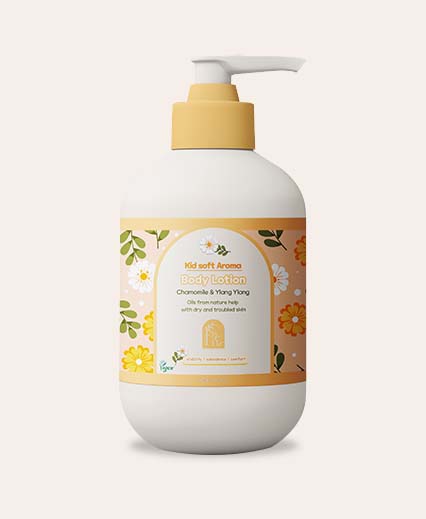 Kid soft Aroma
Body Lotion
Chamomile & Ylang Ylang
Oils from nature help
with dry and troubled skin
Vegan